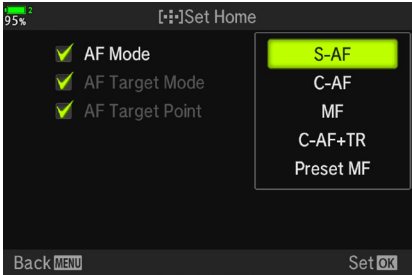 2
95%
[·:·]Set Home
AF Mode
AF Target Mode
AF Target Point
S-AF
C-AF
MF
C-AF+TR
Preset MF
Back MENU
Set OK